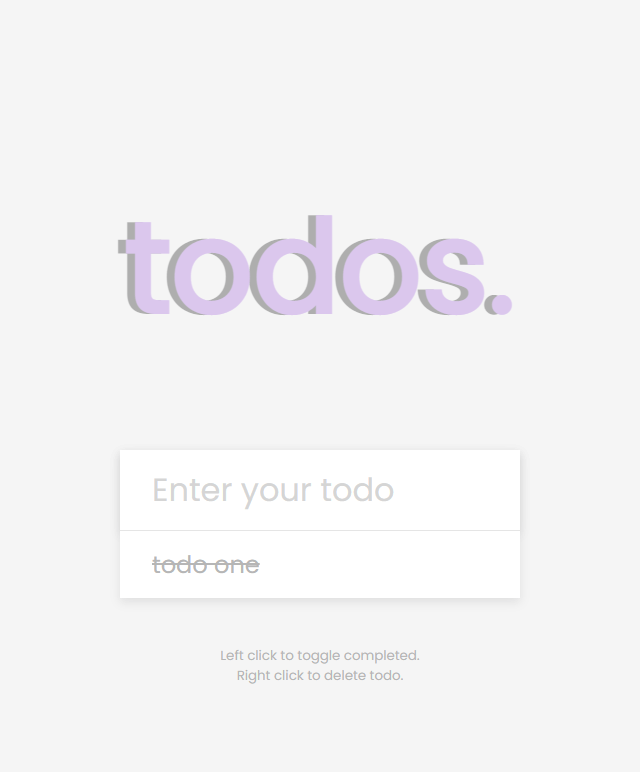 todos.
Enter your todo
todo one
Left click to toggle completed.
Right click to delete todo.